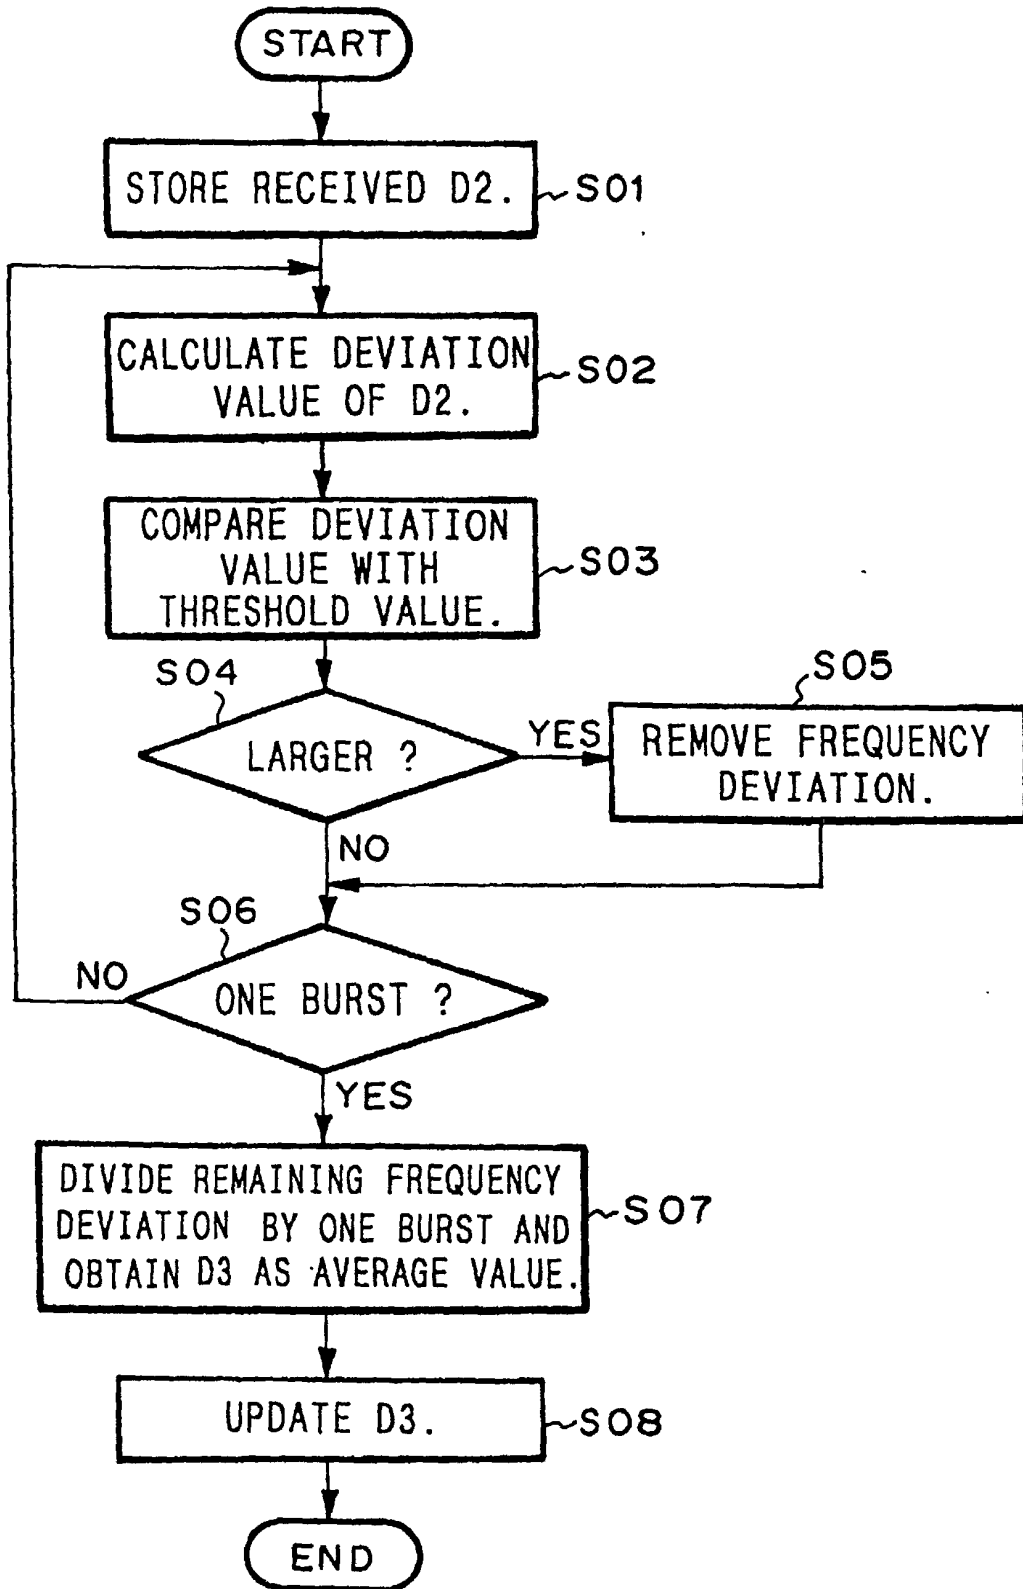 START
STORE RECEIVED D2.
S01
CALCULATE DEVIATION
VALUE OF D2.
S02
COMPARE DEVIATION
VALUE WITH
THRESHOLD VALUE.
S03
S04
LARGER ?
YES
S05
REMOVE FREQUENCY
DEVIATION.
NO
S06
NO
ONE BURST ?
YES
DIVIDE REMAINING FREQUENCY
DEVIATION BY ONE BURST AND
OBTAIN D3 AS AVERAGE VALUE.
S07
UPDATE D3.
S08
END